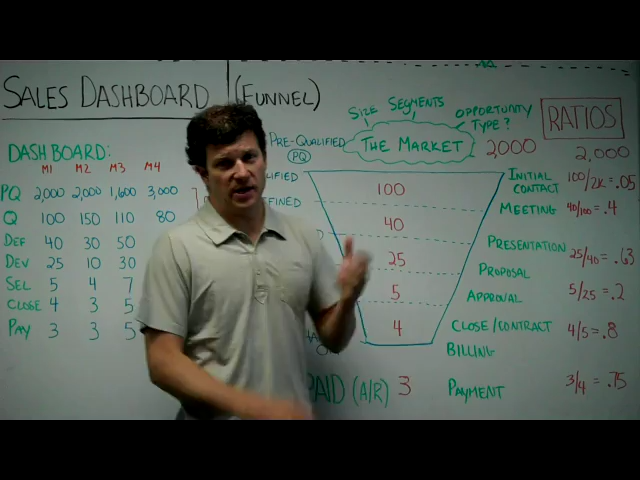 SALES DASHBOARD (FUNNEL)
DASHBOARD:
M1 M2 M3 M4
PQ 2,000 2,000 1,600 3,000
Q 100 150 110 80
DEF 40 30 50
DEV 25 10 30
SEL 5 4 7
CLOSE 4 3 5
PAY 3 3 5
PRE-QUALIFIED
PQ
SIZE SEGMENTS
OPPORTUNITY
TYPE?
THE MARKET
2,000
100
40
25
5
4
PAID (A/R) 3
INITIAL
CONTACT
MEETING
PRESENTATION
PROPOSAL
APPROVAL
CLOSE/CONTRACT
BILLING
PAYMENT
RATIOS
2,000
100/2K = .05
40/100 = .4
25/40 = .63
5/25 = .2
4/5 = .8
3/4 = .75